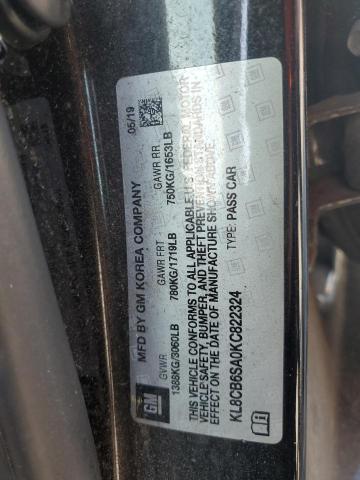 05/19
MFD BY GM KOREA COMPANY
GVWR GAWR FRT GAWR RR
1388KG/3060LB 780KG/1719LB 750KG/1653LB
THIS VEHICLE CONFORMS TO ALL APPLICABLE U.S. FEDERAL MOTOR
VEHICLE SAFETY, BUMPER, AND THEFT PREVENTION STANDARDS IN
EFFECT ON THE DATE OF MANUFACTURE SHOWN ABOVE.
KL8CB6SA0KC822324 TYPE: PASS CAR
GM